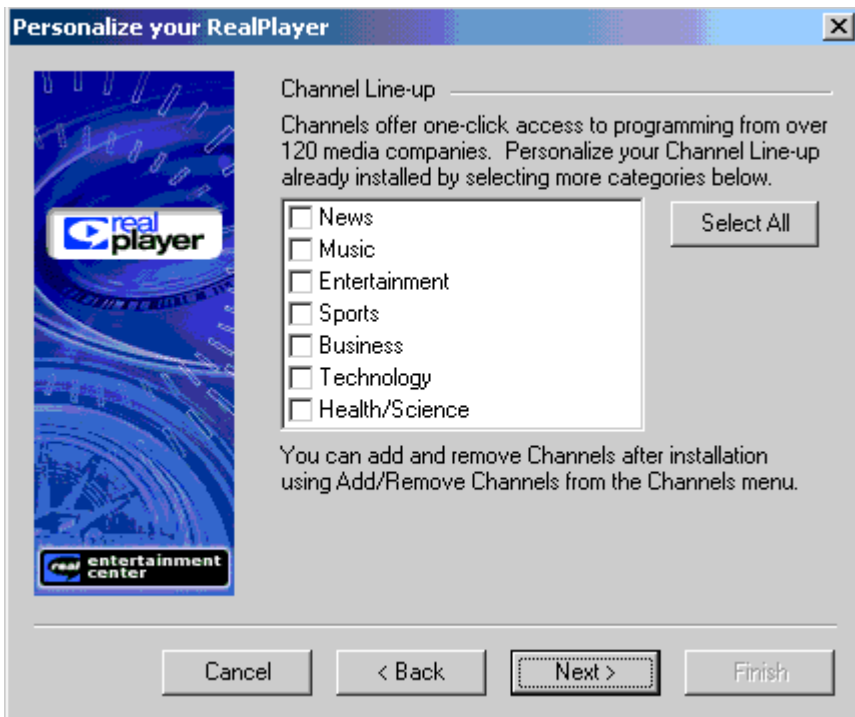 Personalize your RealPlayer
real
player
real entertainment
center
Channel Line-up
Channels offer one-click access to programming from over
120 media companies.  Personalize your Channel Line-up
already installed by selecting more categories below.
News
Music
Entertainment
Sports
Business
Technology
Health/Science
Select All
You can add and remove Channels after installation
using Add/Remove Channels from the Channels menu.
Cancel
< Back
Next >
Finish